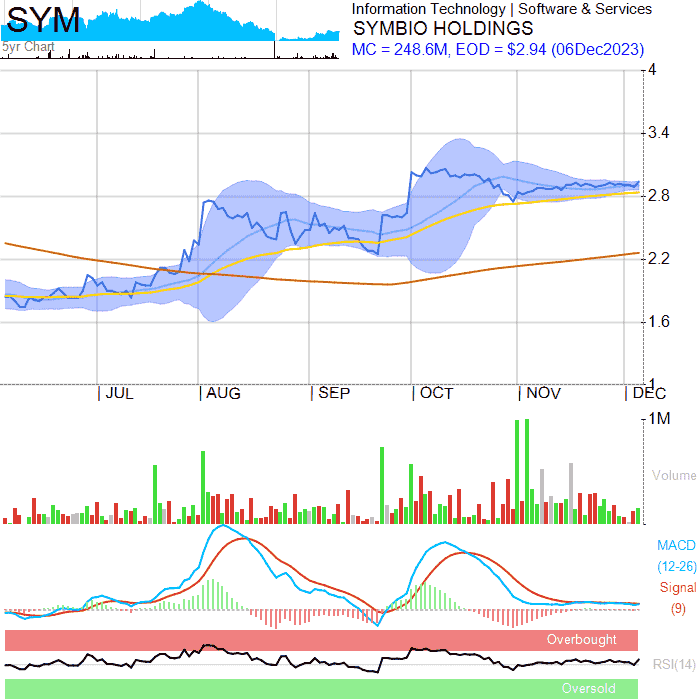 SYM
5yr Chart
Information Technology | Software & Services
SYMBIO HOLDINGS
MC = 248.6M, EOD = $2.94 (06Dec2023)
4
3.4
2.8
2.2
1.6
1
JUL
AUG
SEP
OCT
NOV
DEC
1M
Volume
MACD
(12-26)
Signal
(9)
Overbought
RSI(14)
Oversold